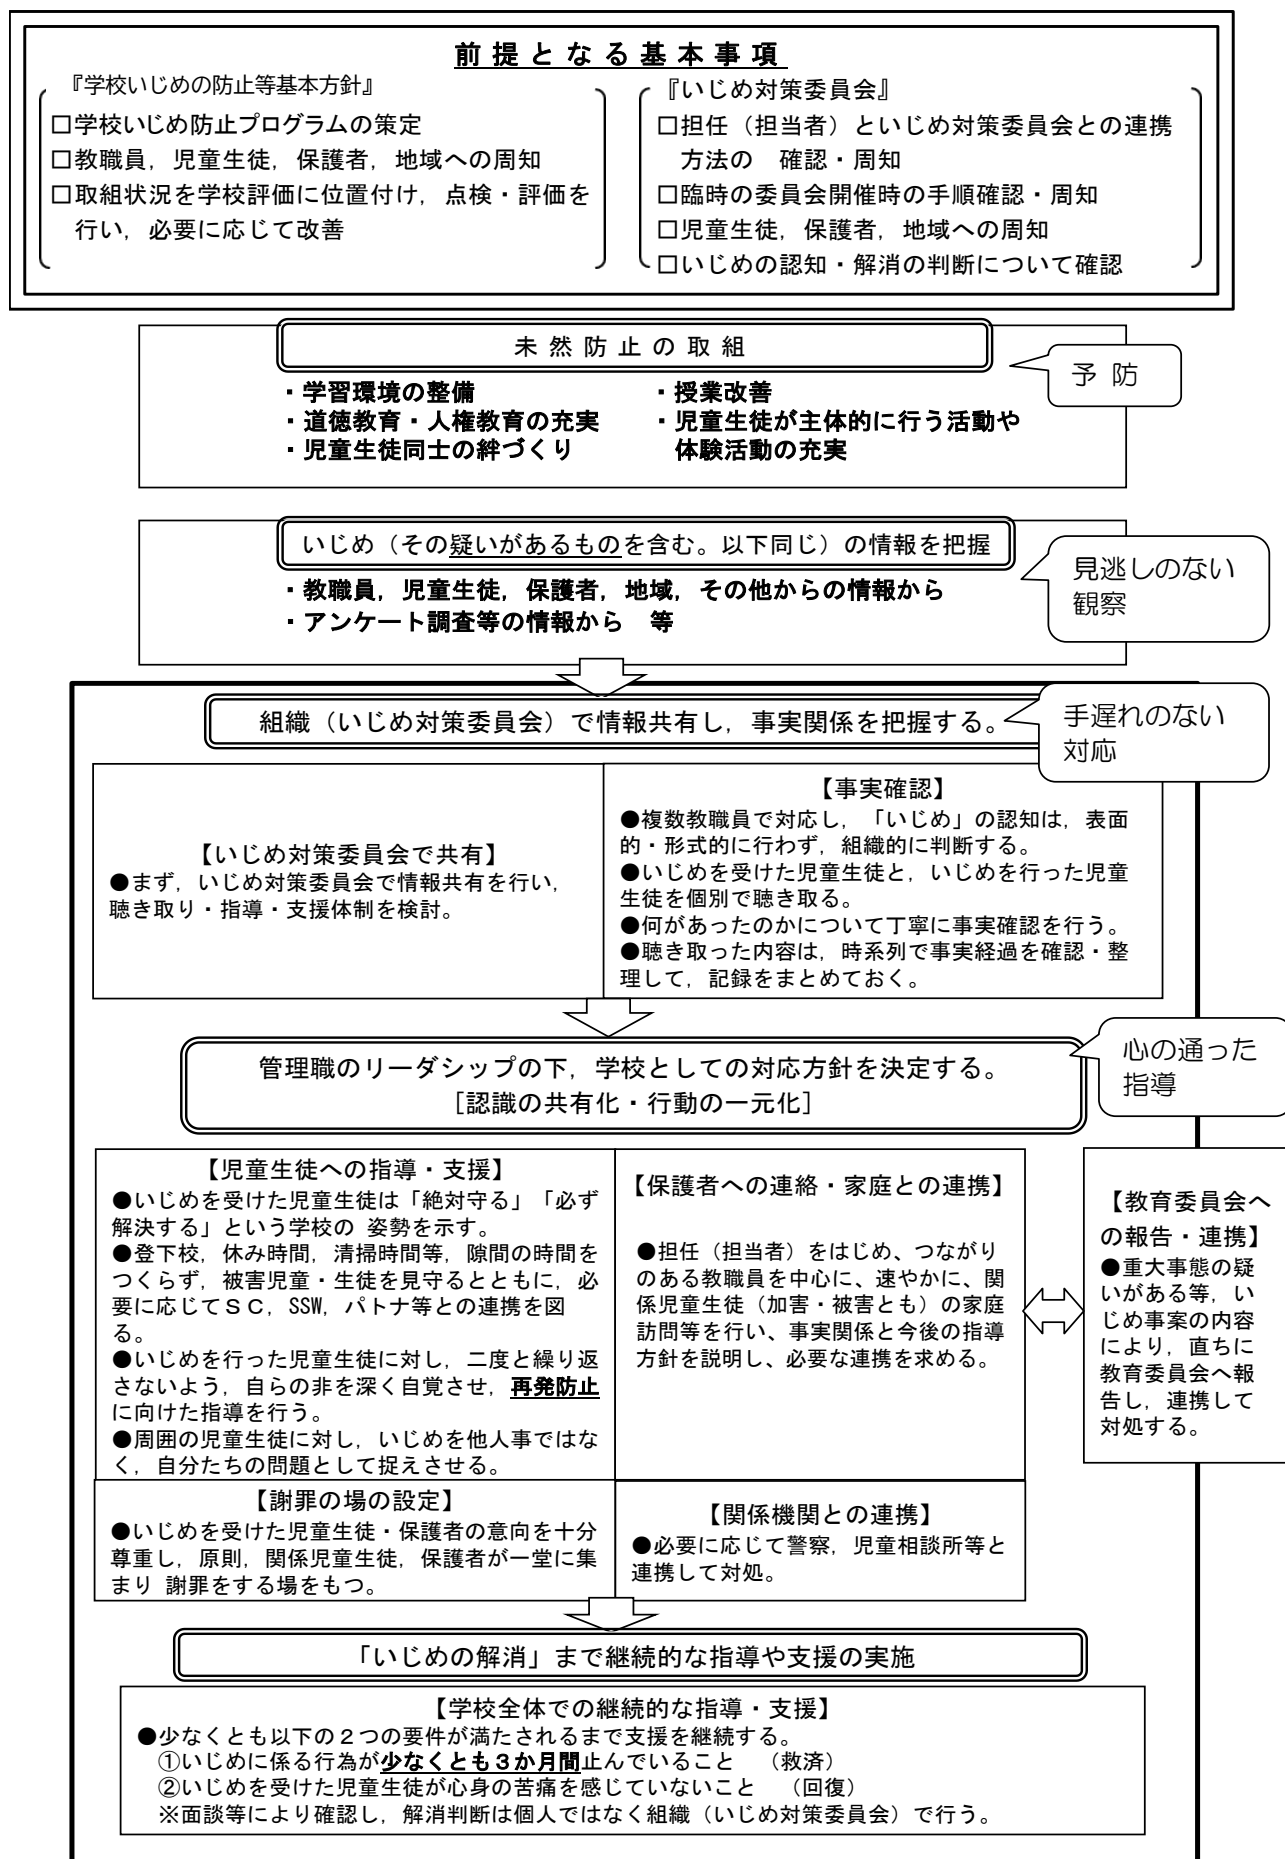 前提となる基本事項
『学校いじめの防止等基本方針』
□学校いじめ防止プログラムの策定
□教職員，児童生徒，保護者，地域への周知
□取組状況を学校評価に位置付け，点検・評価を
行い，必要に応じて改善
『いじめ対策委員会』
□担任（担当者）といじめ対策委員会との連携
方法の　確認・周知
□臨時の委員会開催時の手順確認・周知
□児童生徒，保護者，地域への周知
□いじめの認知・解消の判断について確認
未然防止の取組
予防
・学習環境の整備
・道徳教育・人権教育の充実
・児童生徒同士の絆づくり
・授業改善
・児童生徒が主体的に行う活動や
体験活動の充実
いじめ（その疑いがあるものを含む。以下同じ）の情報を把握
見逃しのない
観察
・教職員，児童生徒，保護者，地域，その他からの情報から
・アンケート調査等の情報から　等
組織（いじめ対策委員会）で情報共有し，事実関係を把握する。
手遅れのない
対応
【いじめ対策委員会で共有】
●まず，いじめ対策委員会で情報共有を行い，
聴き取り・指導・支援体制を検討。
【事実確認】
●複数教職員で対応し，「いじめ」の認知は，表面
的・形式的に行わず，組織的に判断する。
●いじめを受けた児童生徒と，いじめを行った児童
生徒を個別で聴き取る。
●何があったのかについて丁寧に事実確認を行う。
●聴き取った内容は，時系列で事実経過を確認・整
理して，記録をまとめておく。
管理職のリーダシップの下，学校としての対応方針を決定する。
［認識の共有化・行動の一元化］
心の通った
指導
【児童生徒への指導・支援】
●いじめを受けた児童生徒は「絶対守る」「必ず
解決する」という学校の 姿勢を示す。
●登下校，休み時間，清掃時間等，隙間の時間を
つくらず，被害児童・生徒を見守るとともに，必
要に応じてＳＣ，SSW，パトナ等との連携を図
る。
●いじめを行った児童生徒に対し，二度と繰り返
さないよう，自らの非を深く自覚させ，再発防止
に向けた指導を行う。
●周囲の児童生徒に対し，いじめを他人事ではな
く，自分たちの問題として捉えさせる。
【保護者への連絡・家庭との連携】
●担任（担当者）をはじめ、つながり
のある教職員を中心に、速やかに、関
係児童生徒（加害・被害とも）の家庭
訪問等を行い、事実関係と今後の指導
方針を説明し、必要な連携を求める。
【教育委員会へ
の報告・連携】
●重大事態の疑
いがある等，い
じめ事案の内容
により，直ちに
教育委員会へ報
告し，連携して
対処する。
【謝罪の場の設定】
●いじめを受けた児童生徒・保護者の意向を十分
尊重し，原則，関係児童生徒，保護者が一堂に集
まり 謝罪をする場をもつ。
【関係機関との連携】
●必要に応じて警察，児童相談所等と
連携して対処。
「いじめの解消」まで継続的な指導や支援の実施
【学校全体での継続的な指導・支援】
●少なくとも以下の２つの要件が満たされるまで支援を継続する。
①いじめに係る行為が少なくとも３か月間止んでいること　（救済）
②いじめを受けた児童生徒が心身の苦痛を感じていないこと　（回復）
※面談等により確認し，解消判断は個人ではなく組織（いじめ対策委員会）で行う。